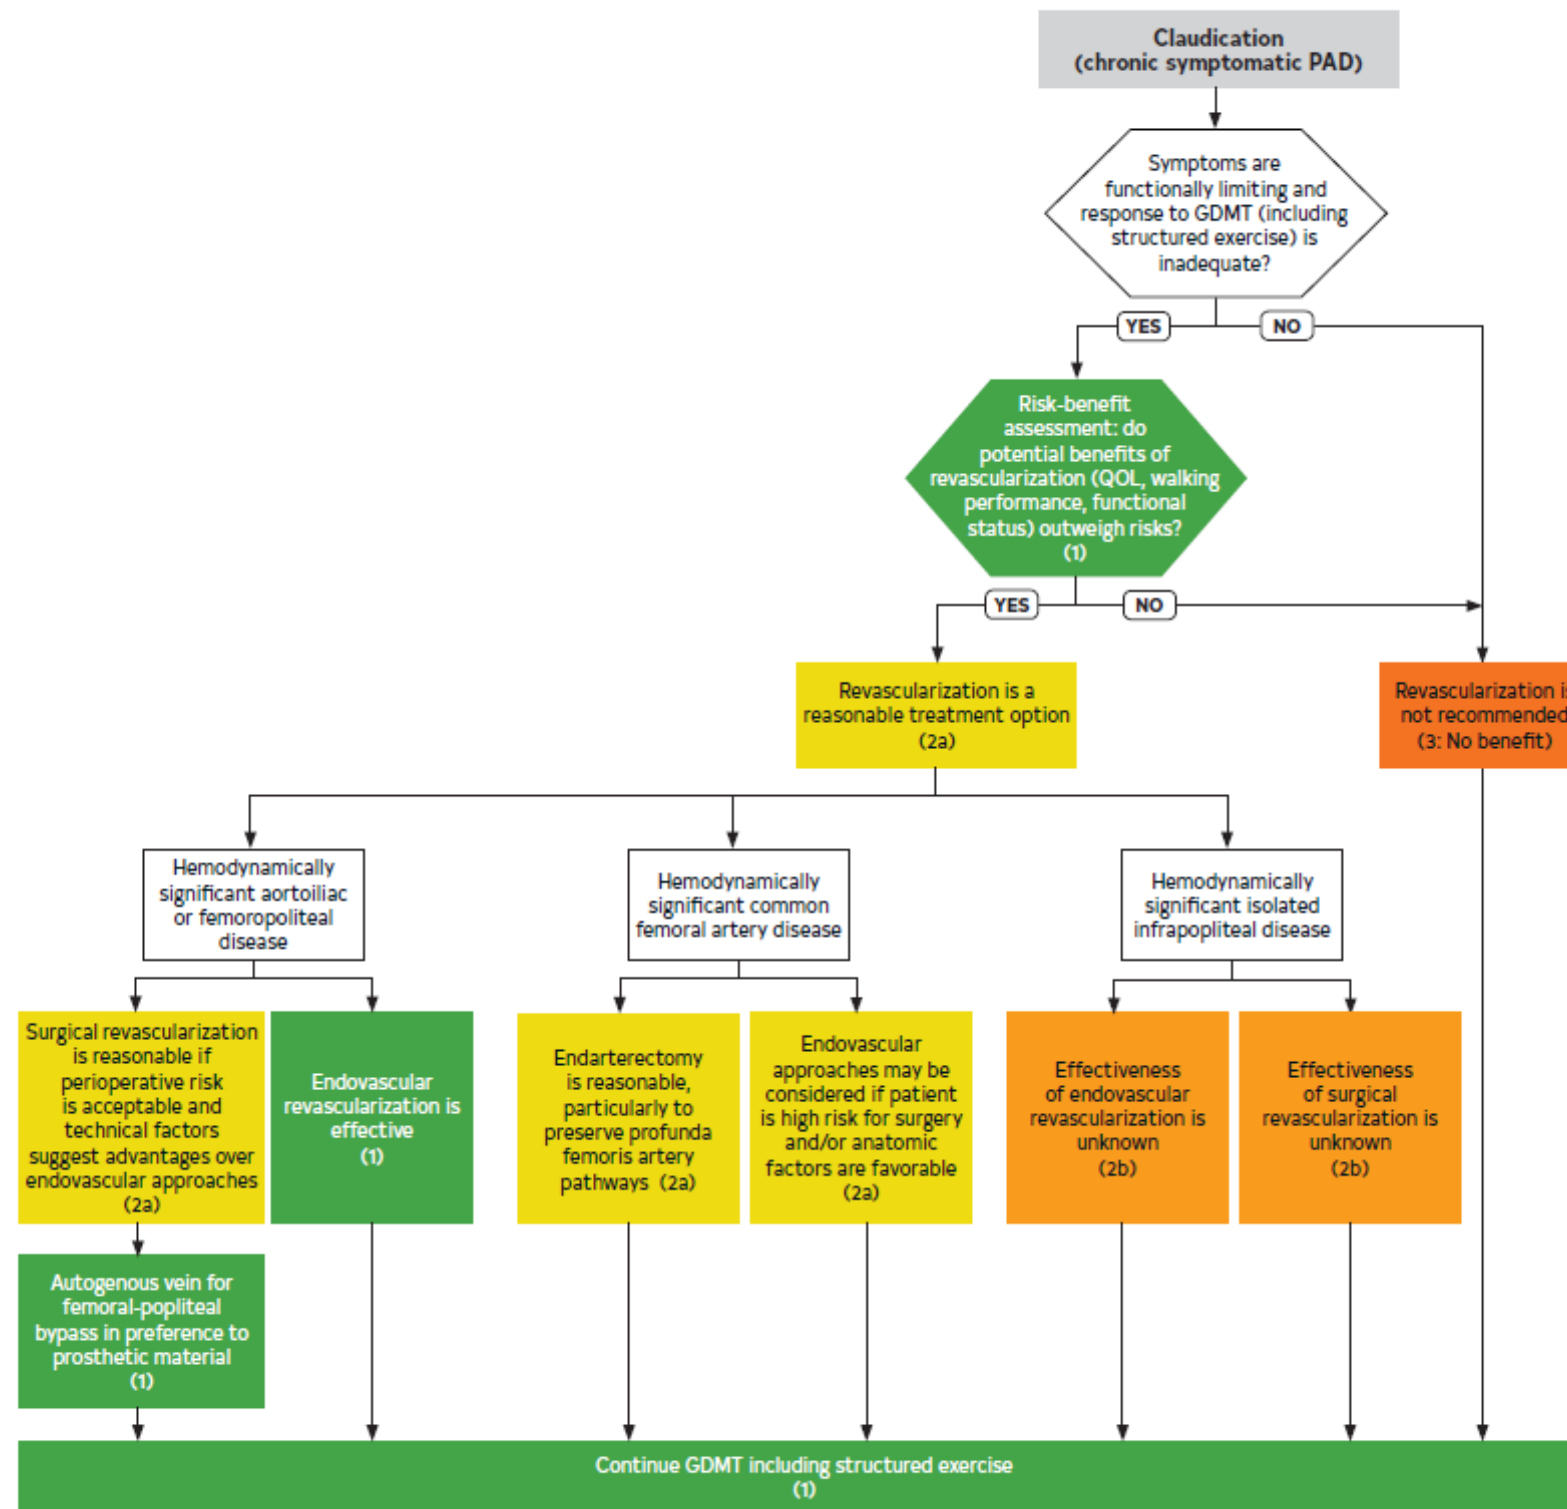 Claudication
(chronic symptomatic PAD)
Symptoms are
functionally limiting and
response to GDMT (including
structured exercise) is
inadequate?
YES
NO
Risk-benefit
assessment: do
potential benefits of
revascularization (QOL, walking
performance, functional
status) outweigh risks?
(1)
YES
NO
Revascularization is a
reasonable treatment option
(2a)
Revascularization is
not recommended
(3: No benefit)
Hemodynamically
significant aortoiliac
or femoropoliteal
disease
Hemodynamically
significant common
femoral artery disease
Hemodynamically
significant isolated
infrapopliteal disease
Surgical revascularization
is reasonable if
perioperative risk
is acceptable and
technical factors
suggest advantages over
endovascular approaches
(2a)
Endovascular
revascularization is
effective
(1)
Endarterectomy
is reasonable,
particularly to
preserve profunda
femoris artery
pathways (2a)
Endovascular
approaches may be
considered if patient
is high risk for surgery
and/or anatomic
factors are favorable
(2a)
Effectiveness
of endovascular
revascularization is
unknown
(2b)
Effectiveness
of surgical
revascularization is
unknown
(2b)
Autogenous vein for
femoral-popliteal
bypass in preference to
prosthetic material
(1)
Continue GDMT including structured exercise
(1)